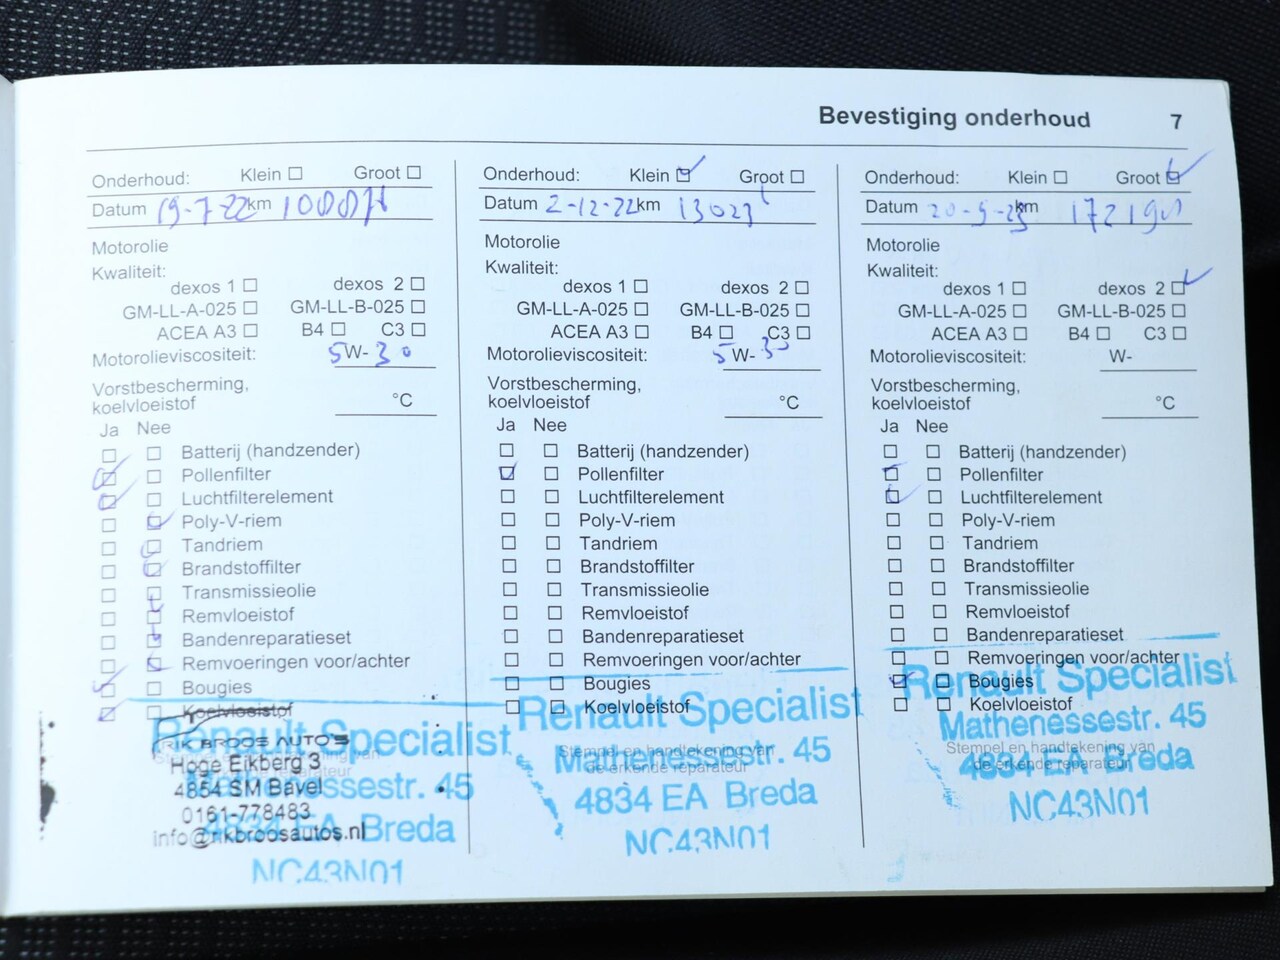 Bevestiging onderhoud 7
Onderhoud: Klein Groot
Datum 19-7-22 km
Motorolie
Kwaliteit:
dexos 1 dexos 2
GM-LL-A-025 GM-LL-B-025
ACEA A3 B4 C3
Motorolieviscositeit: 5W-30
Vorstbescherming,
koelvloeistof °C
Ja Nee
Batterij (handzender)
Pollenfilter
Luchtfilterelement
Poly-V-riem
Tandriem
Brandstoffilter
Transmissieolie
Remvloeistof
Bandenreparatieset
Remvoeringen voor/achter
Bougies
Koelvloeistof
Renault Specialist
Mathenessestr. 45
4834 EA Breda
NC43N01
RIK BROOS AUTO'S
Hoge Eikberg 3
4854 SM Bavel
0161-778483
info@rikbroosautos.nl
Onderhoud: Klein Groot
Datum 2-12-22 km
Motorolie
Kwaliteit:
dexos 1 dexos 2
GM-LL-A-025 GM-LL-B-025
ACEA A3 B4 C3
Motorolieviscositeit: 5W-30
Vorstbescherming,
koelvloeistof °C
Ja Nee
Batterij (handzender)
Pollenfilter
Luchtfilterelement
Poly-V-riem
Tandriem
Brandstoffilter
Transmissieolie
Remvloeistof
Bandenreparatieset
Remvoeringen voor/achter
Bougies
Koelvloeistof
Stempel en handtekening van
de erkende reparateur
Renault Specialist
Mathenessestr. 45
4834 EA Breda
NC43N01
Onderhoud: Klein Groot
Datum km
Motorolie
Kwaliteit:
dexos 1 dexos 2
GM-LL-A-025 GM-LL-B-025
ACEA A3 B4 C3
Motorolieviscositeit: W-
Vorstbescherming,
koelvloeistof °C
Ja Nee
Batterij (handzender)
Pollenfilter
Luchtfilterelement
Poly-V-riem
Tandriem
Brandstoffilter
Transmissieolie
Remvloeistof
Bandenreparatieset
Remvoeringen voor/achter
Bougies
Koelvloeistof
Stempel en handtekening van
de erkende reparateur
Renault Specialist
Mathenessestr. 45
4834 EA Breda
NC43N01